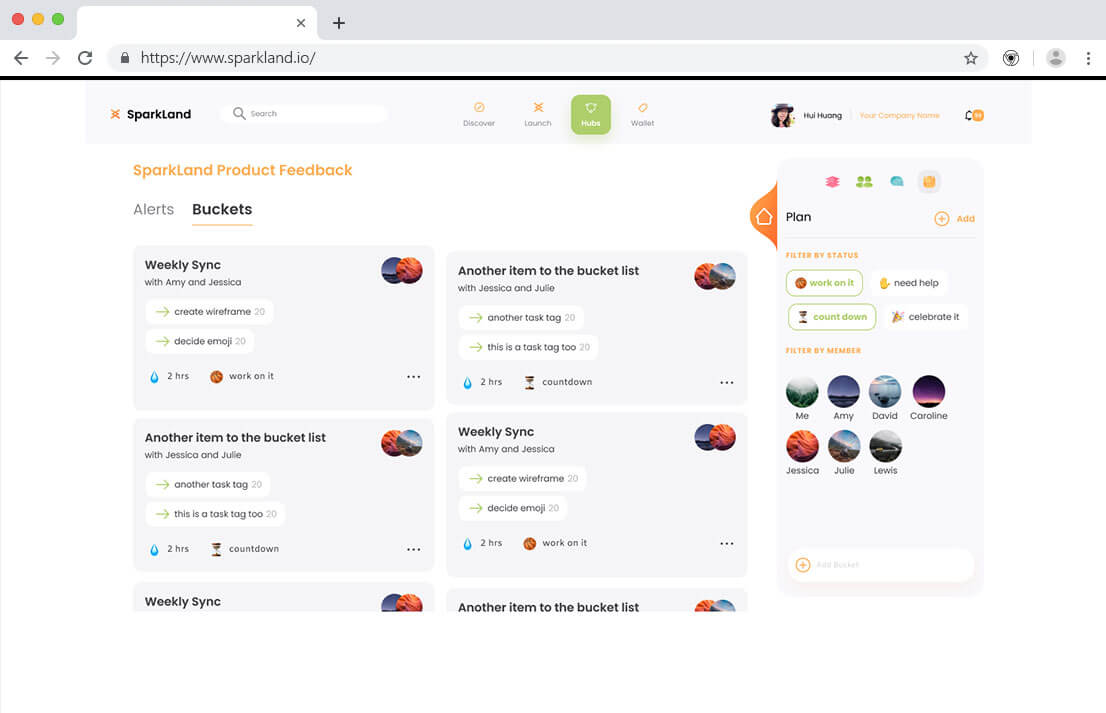 https://www.sparkland.io/
SparkLand
Search
Discover
Launch
Hubs
Wallet
Hui Huang
Your Company Name
SparkLand Product Feedback
Alerts
Buckets
Weekly Sync
with Amy and Jessica
create wireframe 20
decide emoji 20
2 hrs
work on it
Another item to the bucket list
with Jessica and Julie
another task tag 20
this is a task tag too 20
2 hrs
countdown
Another item to the bucket list
with Jessica and Julie
another task tag 20
this is a task tag too 20
2 hrs
countdown
Weekly Sync
with Amy and Jessica
create wireframe 20
decide emoji 20
2 hrs
work on it
Weekly Sync
Another item to the bucket list
Plan
Add
FILTER BY STATUS
work on it
need help
count down
celebrate it
FILTER BY MEMBER
Me
Amy
David
Caroline
Jessica
Julie
Lewis
Add Bucket